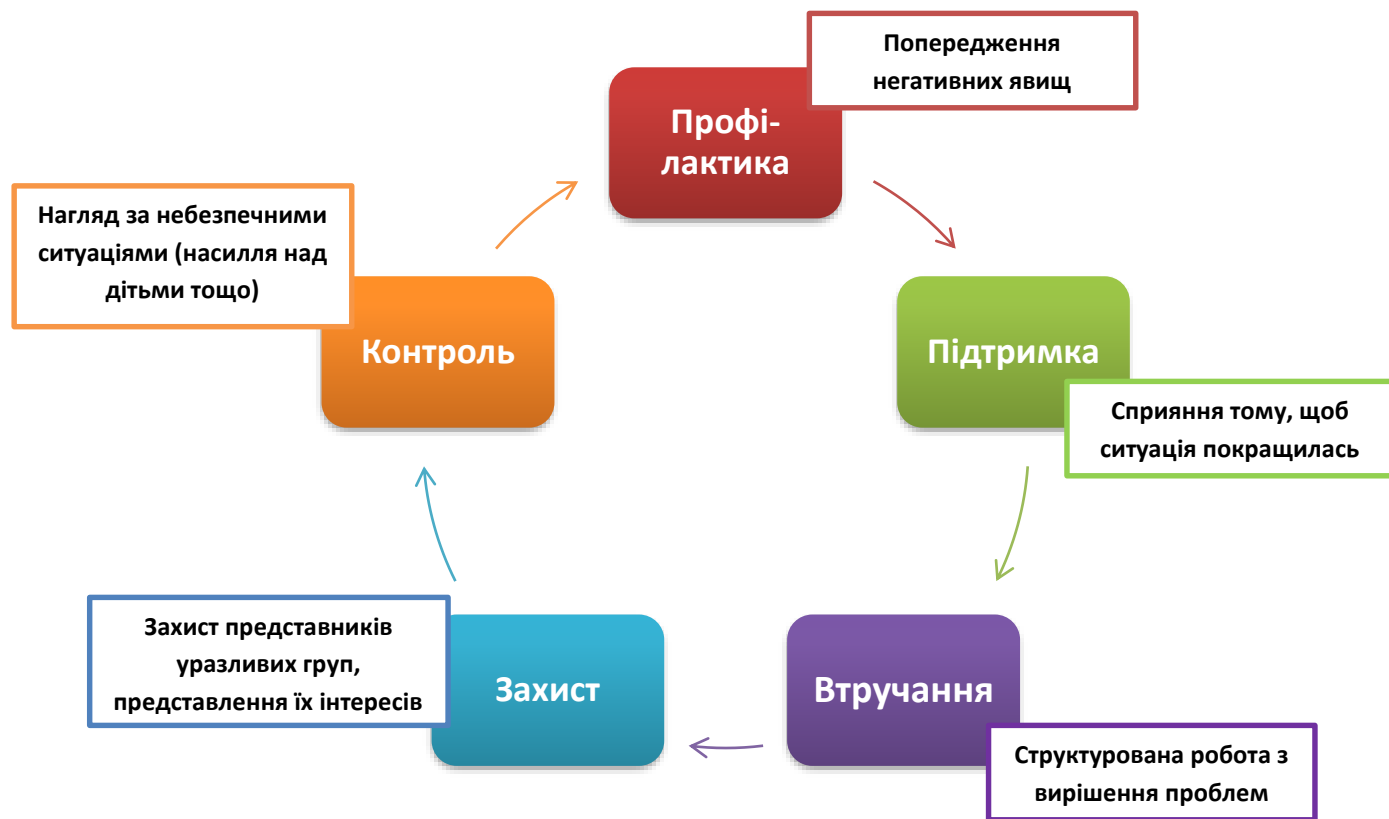 Попередження
негативних явищ
Профі-
лактика
Нагляд за небезпечними
ситуаціями (насилля над
дітьми тощо)
Контроль
Підтримка
Сприяння тому, щоб
ситуація покращилась
Захист представників
уразливих груп,
представлення їх інтересів
Захист
Втручання
Структурована робота з
вирішення проблем